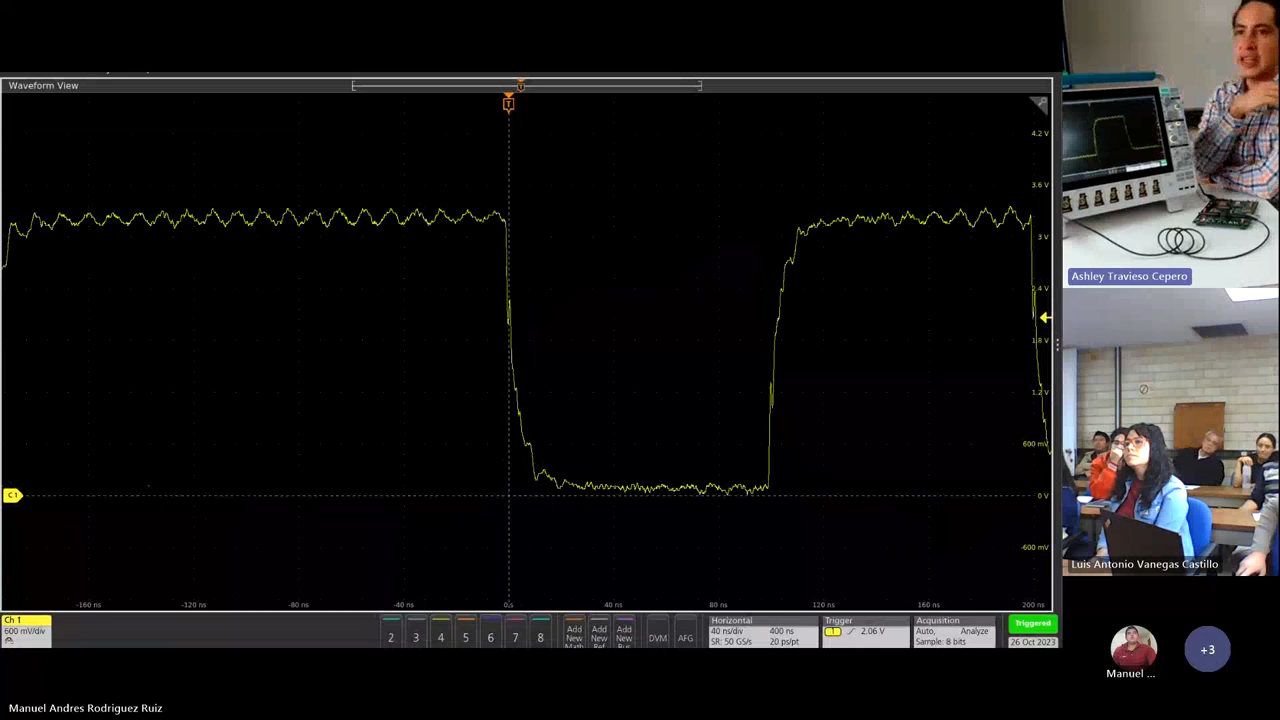 Waveform View
T
T
4.2 V
3.6 V
3 V
2.4 V
1.8 V
1.2 V
600 mV
0 V
-600 mV
C 1
-160 ns
-120 ns
-80 ns
-40 ns
0 s
40 ns
80 ns
120 ns
160 ns
200 ns
Ch 1
600 mV/div
2
3
4
5
6
7
8
Add New Math
Add New Ref
Add New Bus
DVM
AFG
Horizontal
40 ns/div 400 ns
SR: 50 GS/s 20 ps/pt
Trigger
1 2.06 V
Acquisition
Auto, Analyze
Sample: 8 bits
Triggered
26 Oct 2023
Ashley Travieso Cepero
Luis Antonio Vanegas Castillo
Manuel ...
+3
Manuel Andres Rodriguez Ruiz